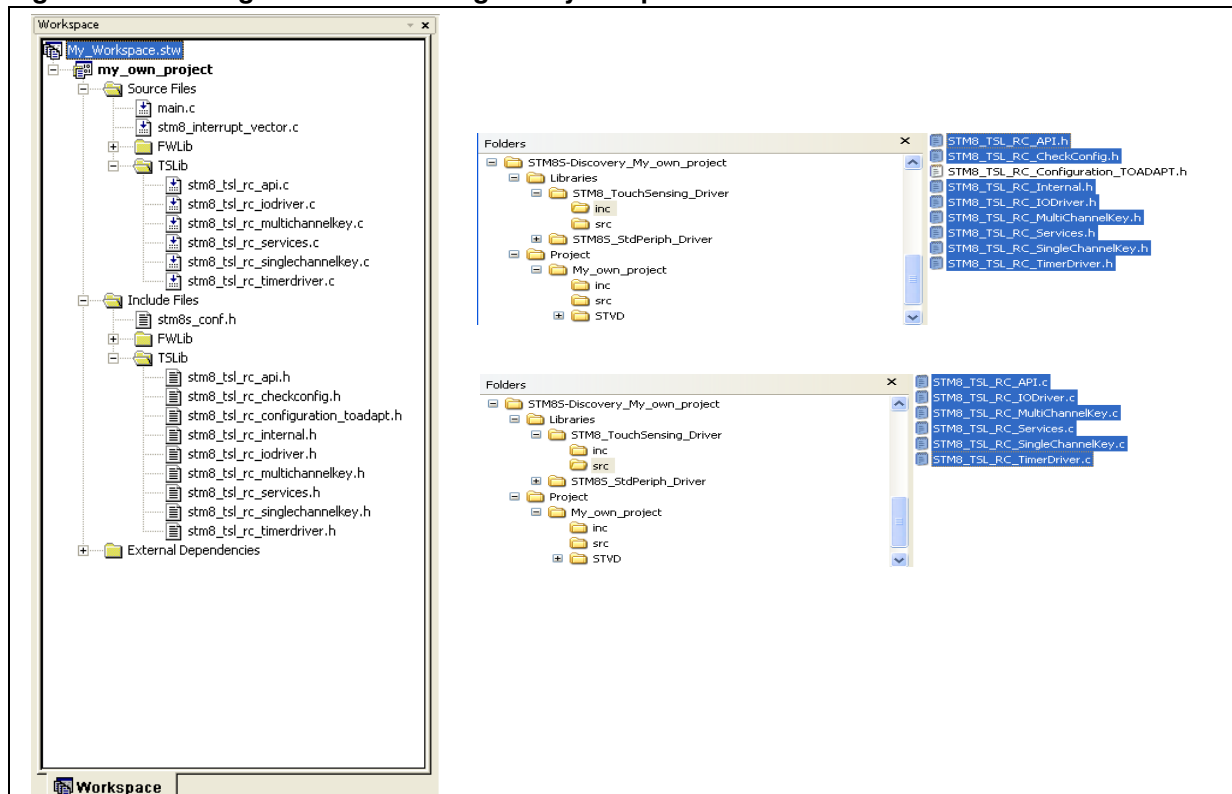 Workspace
My_Workspace.stw
my_own_project
Source Files
main.c
stm8_interrupt_vector.c
FWLib
TSLib
stm8_tsl_rc_api.c
stm8_tsl_rc_iodriver.c
stm8_tsl_rc_multichannelkey.c
stm8_tsl_rc_services.c
stm8_tsl_rc_singlechannelkey.c
stm8_tsl_rc_timerdriver.c
Include Files
stm8s_conf.h
FWLib
TSLib
stm8_tsl_rc_api.h
stm8_tsl_rc_checkconfig.h
stm8_tsl_rc_configuration_toadapt.h
stm8_tsl_rc_internal.h
stm8_tsl_rc_iodriver.h
stm8_tsl_rc_multichannelkey.h
stm8_tsl_rc_services.h
stm8_tsl_rc_singlechannelkey.h
stm8_tsl_rc_timerdriver.h
External Dependencies
Workspace
Folders
STM8S-Discovery_My_own_project
Libraries
STM8_TouchSensing_Driver
inc
src
STM8S_StdPeriph_Driver
Project
My_own_project
inc
src
STVD
STM8_TSL_RC_API.h
STM8_TSL_RC_CheckConfig.h
STM8_TSL_RC_Configuration_TOADAPT.h
STM8_TSL_RC_Internal.h
STM8_TSL_RC_IODriver.h
STM8_TSL_RC_MultiChannelKey.h
STM8_TSL_RC_Services.h
STM8_TSL_RC_SingleChannelKey.h
STM8_TSL_RC_TimerDriver.h
Folders
STM8S-Discovery_My_own_project
Libraries
STM8_TouchSensing_Driver
inc
src
STM8S_StdPeriph_Driver
Project
My_own_project
inc
src
STVD
STM8_TSL_RC_API.c
STM8_TSL_RC_IODriver.c
STM8_TSL_RC_MultiChannelKey.c
STM8_TSL_RC_Services.c
STM8_TSL_RC_SingleChannelKey.c
STM8_TSL_RC_TimerDriver.c